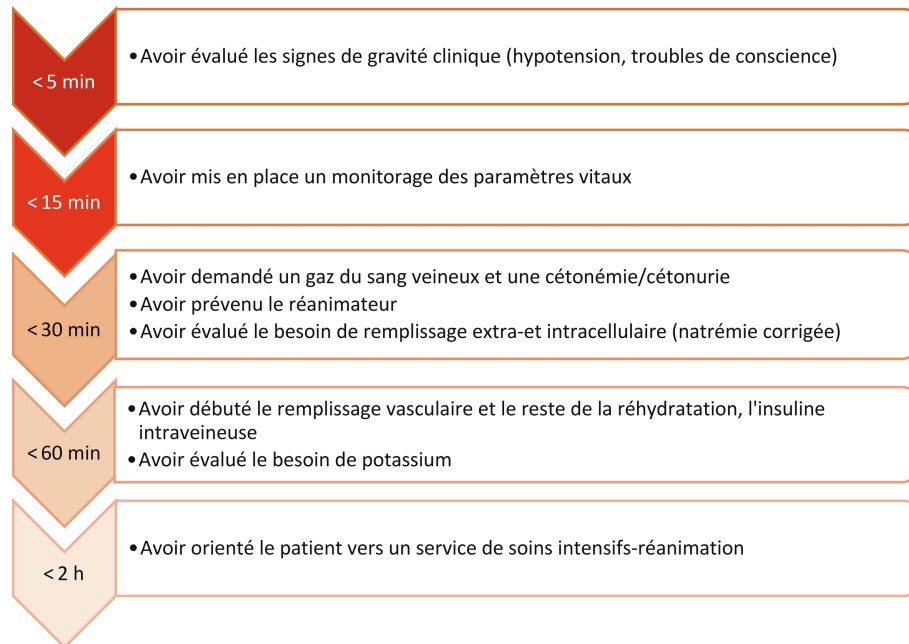 < 5 min
•Avoir évalué les signes de gravité clinique (hypotension, troubles de conscience)
< 15 min
•Avoir mis en place un monitorage des paramètres vitaux
< 30 min
•Avoir demandé un gaz du sang veineux et une cétonémie/cétonurie
•Avoir prévenu le réanimateur
•Avoir évalué le besoin de remplissage extra-et intracellulaire (natrémie corrigée)
< 60 min
•Avoir débuté le remplissage vasculaire et le reste de la réhydratation, l'insuline
intraveineuse
•Avoir évalué le besoin de potassium
< 2 h
•Avoir orienté le patient vers un service de soins intensifs-réanimation